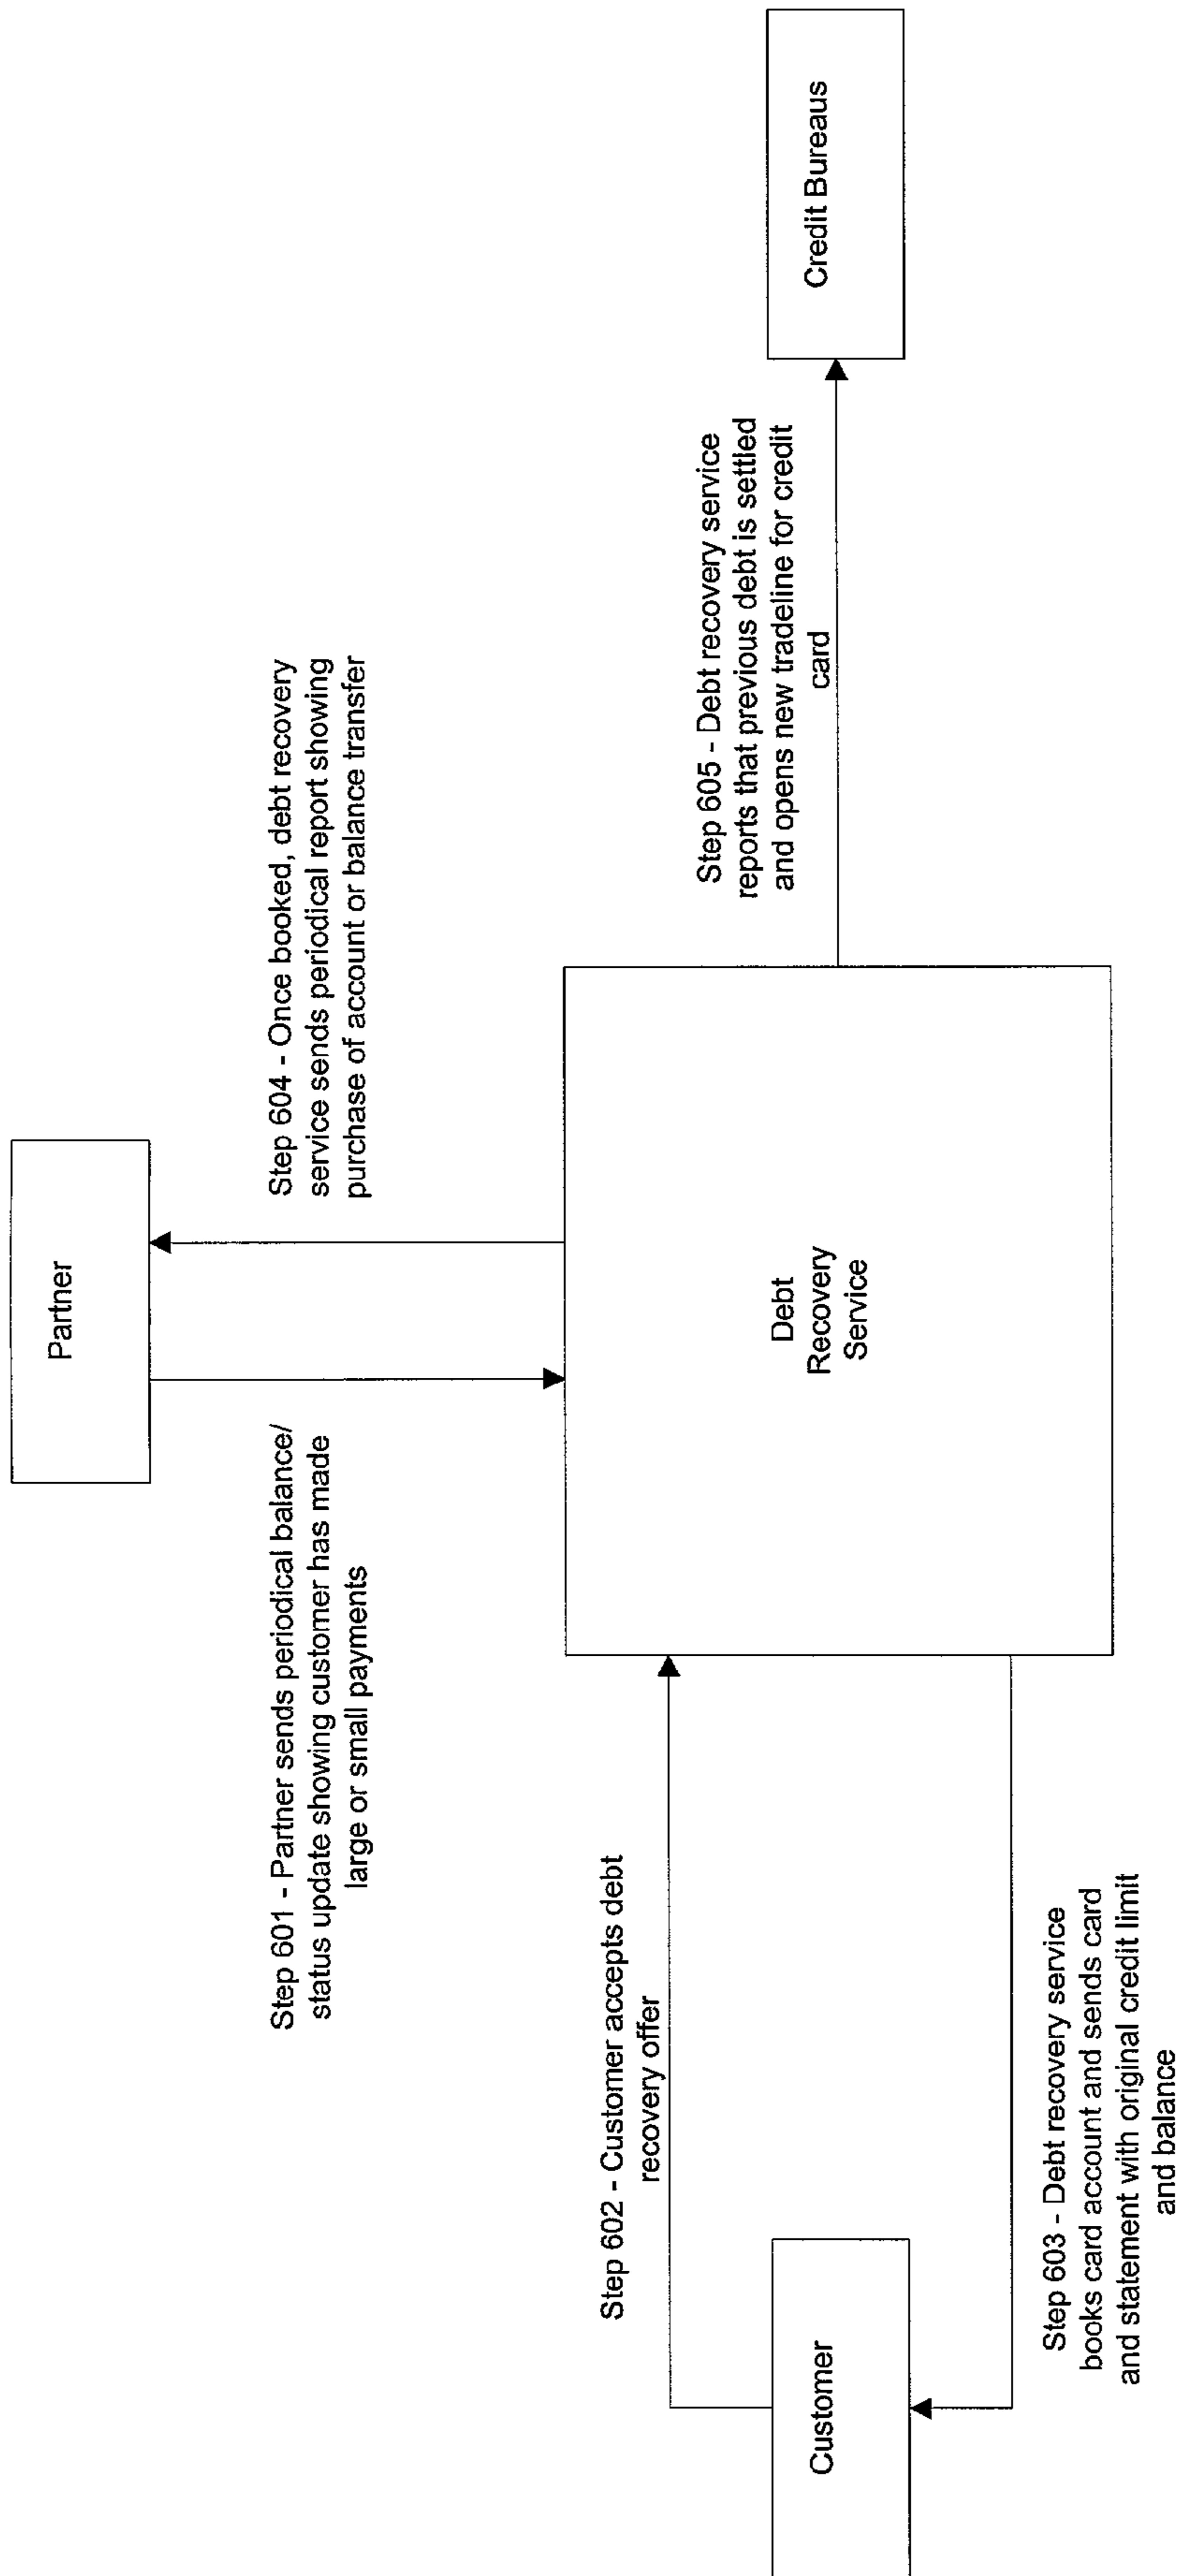 Partner
Step 601 - Partner sends periodical balance/
status update showing customer has made
large or small payments
Step 604 - Once booked, debt recovery
service sends periodical report showing
purchase of account or balance transfer
Step 602 - Customer accepts debt
recovery offer
Customer
Debt
Recovery
Service
Step 605 - Debt recovery service
reports that previous debt is settled
and opens new tradeline for credit
card
Credit Bureaus
Step 603 - Debt recovery service
books card account and sends card
and statement with original credit limit
and balance